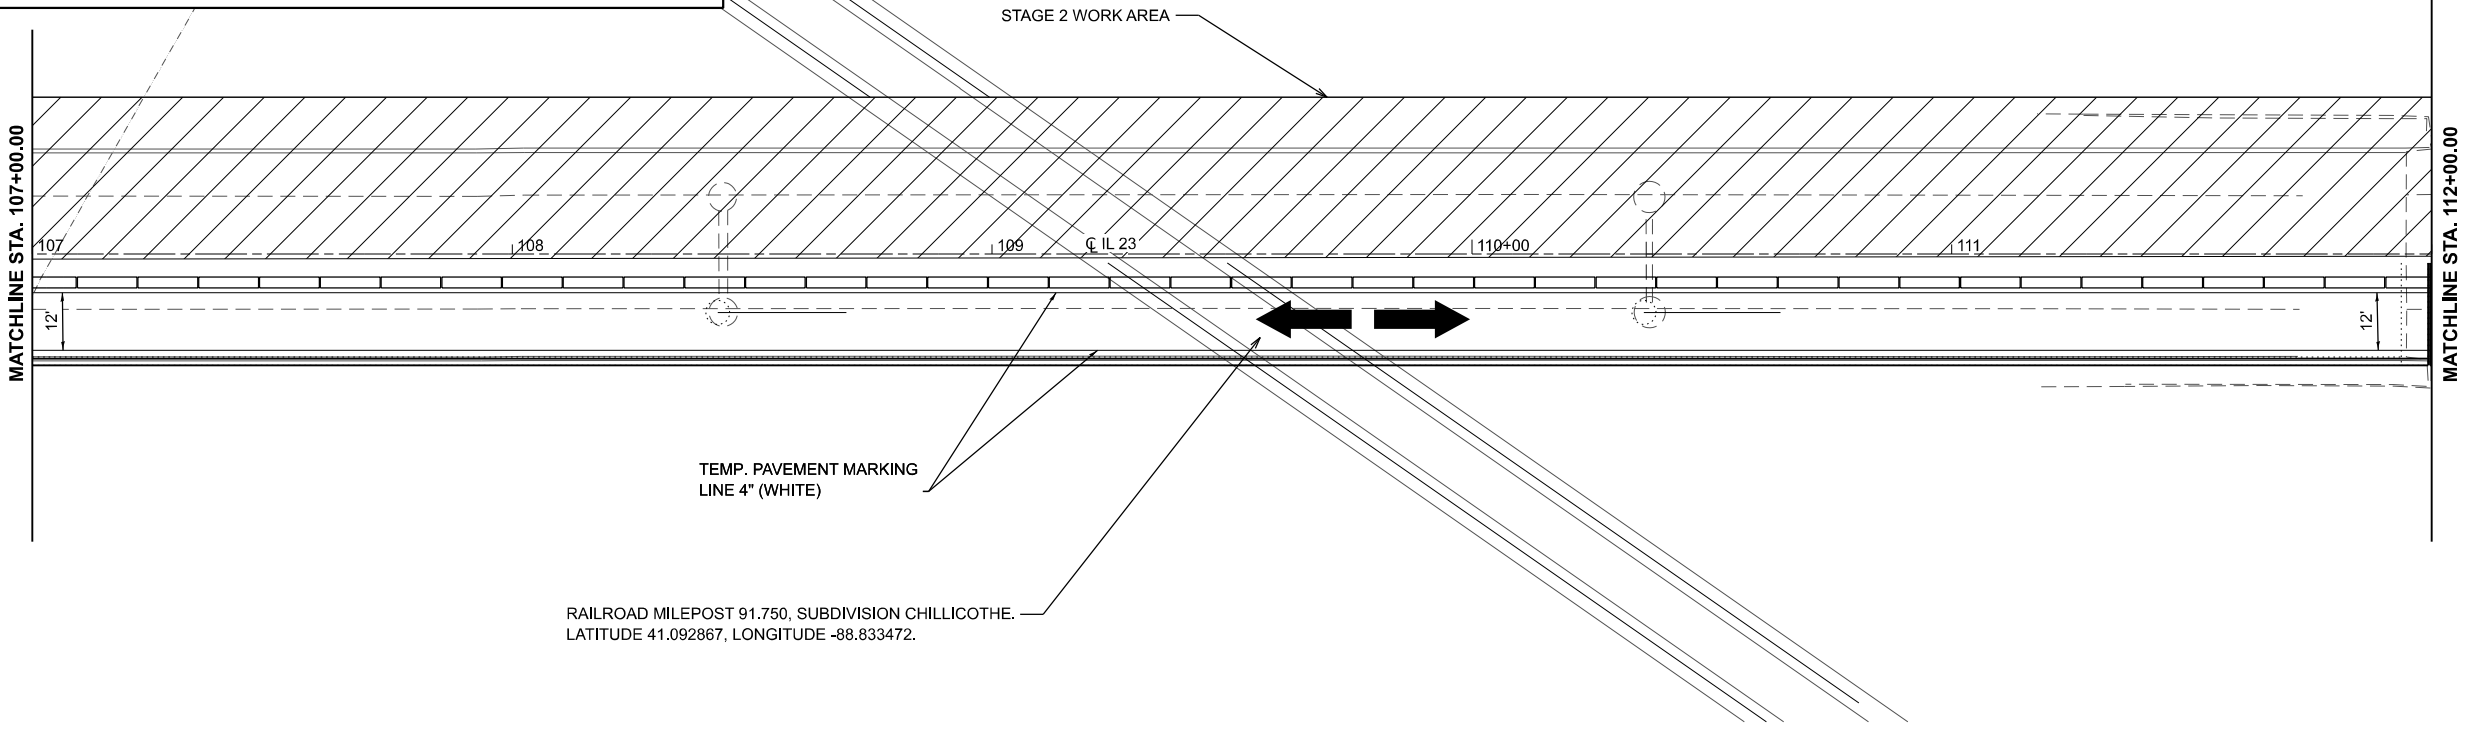 STAGE 2 WORK AREA
MATCHLINE STA. 107+00.00
MATCHLINE STA. 112+00.00
107
108
109
℄ IL 23
110+00
111
12'
12'
TEMP. PAVEMENT MARKING
LINE 4" (WHITE)
RAILROAD MILEPOST 91.750, SUBDIVISION CHILLICOTHE.
LATITUDE 41.092867, LONGITUDE -88.833472.